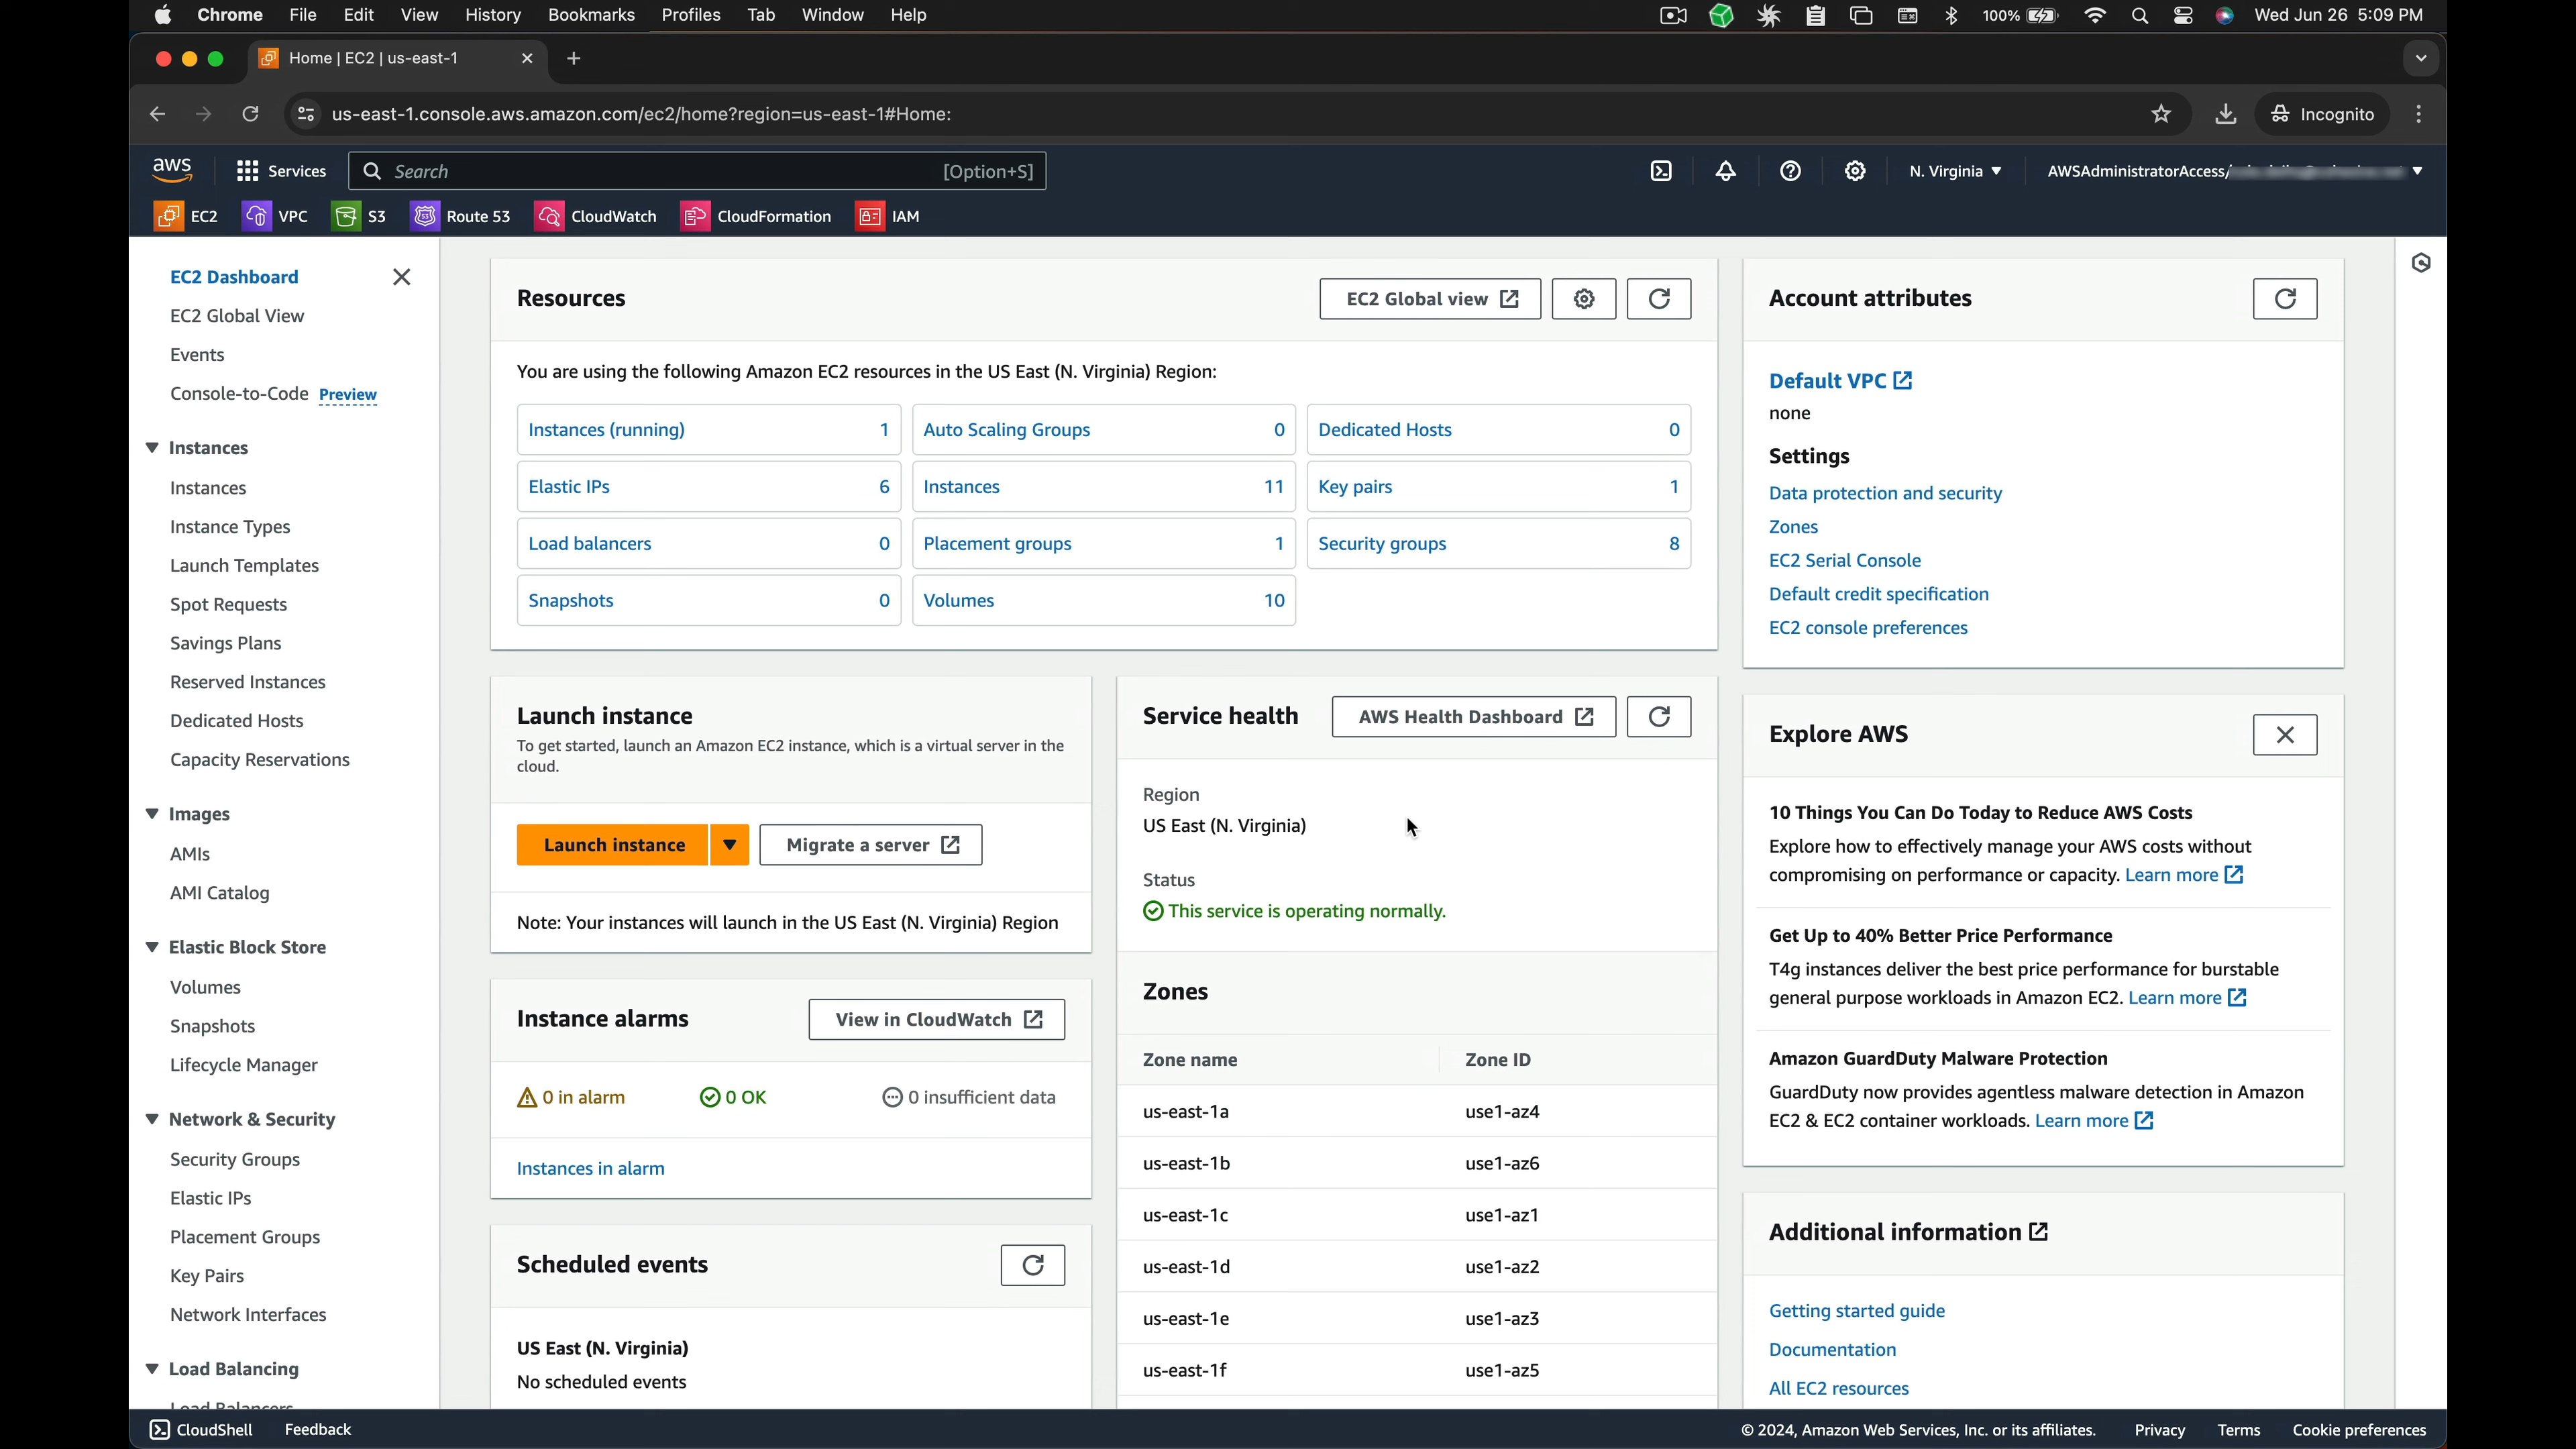 Chrome File Edit View History Bookmarks Profiles Tab Window Help
100%
Wed Jun 26 5:09 PM
Home | EC2 | us-east-1
us-east-1.console.aws.amazon.com/ec2/home?region=us-east-1#Home:
Incognito
aws
Services
Search
[Option+S]
N. Virginia
AWSAdministratorAccess/
EC2 VPC S3 Route 53 CloudWatch CloudFormation IAM
EC2 Dashboard
EC2 Global View
Events
Console-to-Code Preview
Instances
Instances
Instance Types
Launch Templates
Spot Requests
Savings Plans
Reserved Instances
Dedicated Hosts
Capacity Reservations
Images
AMIs
AMI Catalog
Elastic Block Store
Volumes
Snapshots
Lifecycle Manager
Network & Security
Security Groups
Elastic IPs
Placement Groups
Key Pairs
Network Interfaces
Load Balancing
Load Balancers
Resources
EC2 Global view
You are using the following Amazon EC2 resources in the US East (N. Virginia) Region:
Instances (running) 1
Auto Scaling Groups 0
Dedicated Hosts 0
Elastic IPs 6
Instances 11
Key pairs 1
Load balancers 0
Placement groups 1
Security groups 8
Snapshots 0
Volumes 10
Launch instance
To get started, launch an Amazon EC2 instance, which is a virtual server in the
cloud.
Launch instance
Migrate a server
Note: Your instances will launch in the US East (N. Virginia) Region
Instance alarms
View in CloudWatch
0 in alarm
0 OK
0 insufficient data
Instances in alarm
Scheduled events
US East (N. Virginia)
No scheduled events
Service health
AWS Health Dashboard
Region
US East (N. Virginia)
Status
This service is operating normally.
Zones
Zone name Zone ID
us-east-1a use1-az4
us-east-1b use1-az6
us-east-1c use1-az1
us-east-1d use1-az2
us-east-1e use1-az3
us-east-1f use1-az5
Account attributes
Default VPC
none
Settings
Data protection and security
Zones
EC2 Serial Console
Default credit specification
EC2 console preferences
Explore AWS
10 Things You Can Do Today to Reduce AWS Costs
Explore how to effectively manage your AWS costs without
compromising on performance or capacity. Learn more
Get Up to 40% Better Price Performance
T4g instances deliver the best price performance for burstable
general purpose workloads in Amazon EC2. Learn more
Amazon GuardDuty Malware Protection
GuardDuty now provides agentless malware detection in Amazon
EC2 & EC2 container workloads. Learn more
Additional information
Getting started guide
Documentation
All EC2 resources
CloudShell
Feedback
© 2024, Amazon Web Services, Inc. or its affiliates.
Privacy
Terms
Cookie preferences